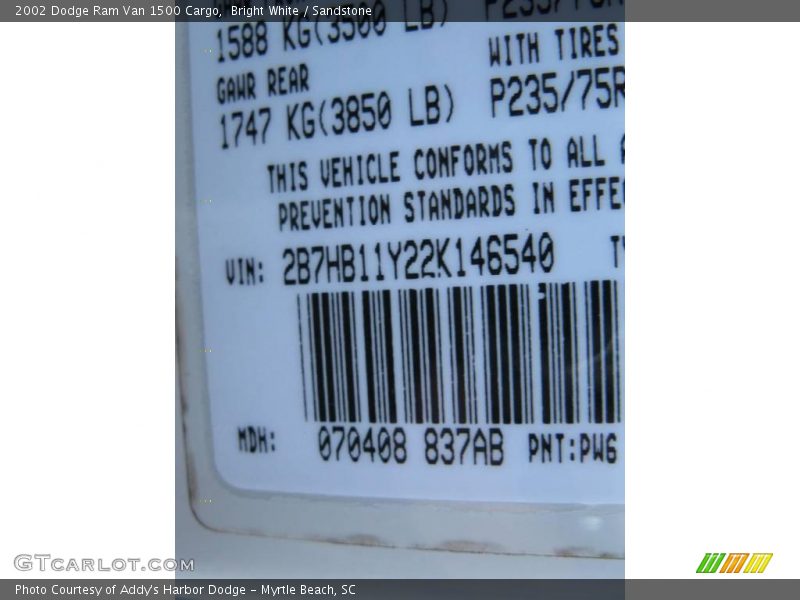 2002 Dodge Ram Van 1500 Cargo, Bright White / Sandstone
1588 KG(3500 LB)
WITH TIRES
GAWR REAR
1747 KG(3850 LB) P235/75R
THIS VEHICLE CONFORMS TO ALL
PREVENTION STANDARDS IN EFFE
VIN: 2B7HB11Y22K146540
MDH: 070408 837AB PNT:PW6
GTcarlot.com
Photo Courtesy of Addy's Harbor Dodge - Myrtle Beach, SC